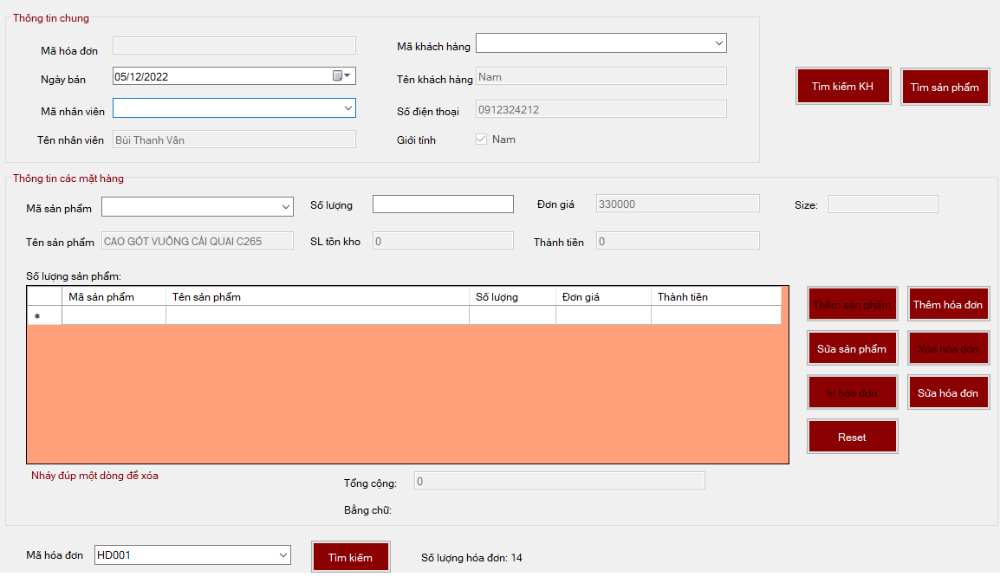 Thông tin chung
Mã hóa đơn
Mã khách hàng
Ngày bán 05/12/2022
Tên khách hàng Nam
Tìm kiếm KH
Tìm sản phẩm
Mã nhân viên
Số điện thoại 0912324212
Tên nhân viên Bùi Thanh Vân
Giới tính Nam
Thông tin các mặt hàng
Mã sản phẩm
Số lượng
Đơn giá 330000
Size:
Tên sản phẩm CAO GÓT VUÔNG CÀI QUAI C265
SL tồn kho 0
Thành tiền 0
Số lượng sản phẩm:
Mã sản phẩm Tên sản phẩm Số lượng Đơn giá Thành tiền
Thêm sản phẩm
Thêm hóa đơn
Sửa sản phẩm
Xóa hóa đơn
In hóa đơn
Sửa hóa đơn
Reset
Nháy đúp một dòng để xóa
Tổng cộng: 0
Bằng chữ:
Mã hóa đơn HD001
Tìm kiếm
Số lượng hóa đơn: 14